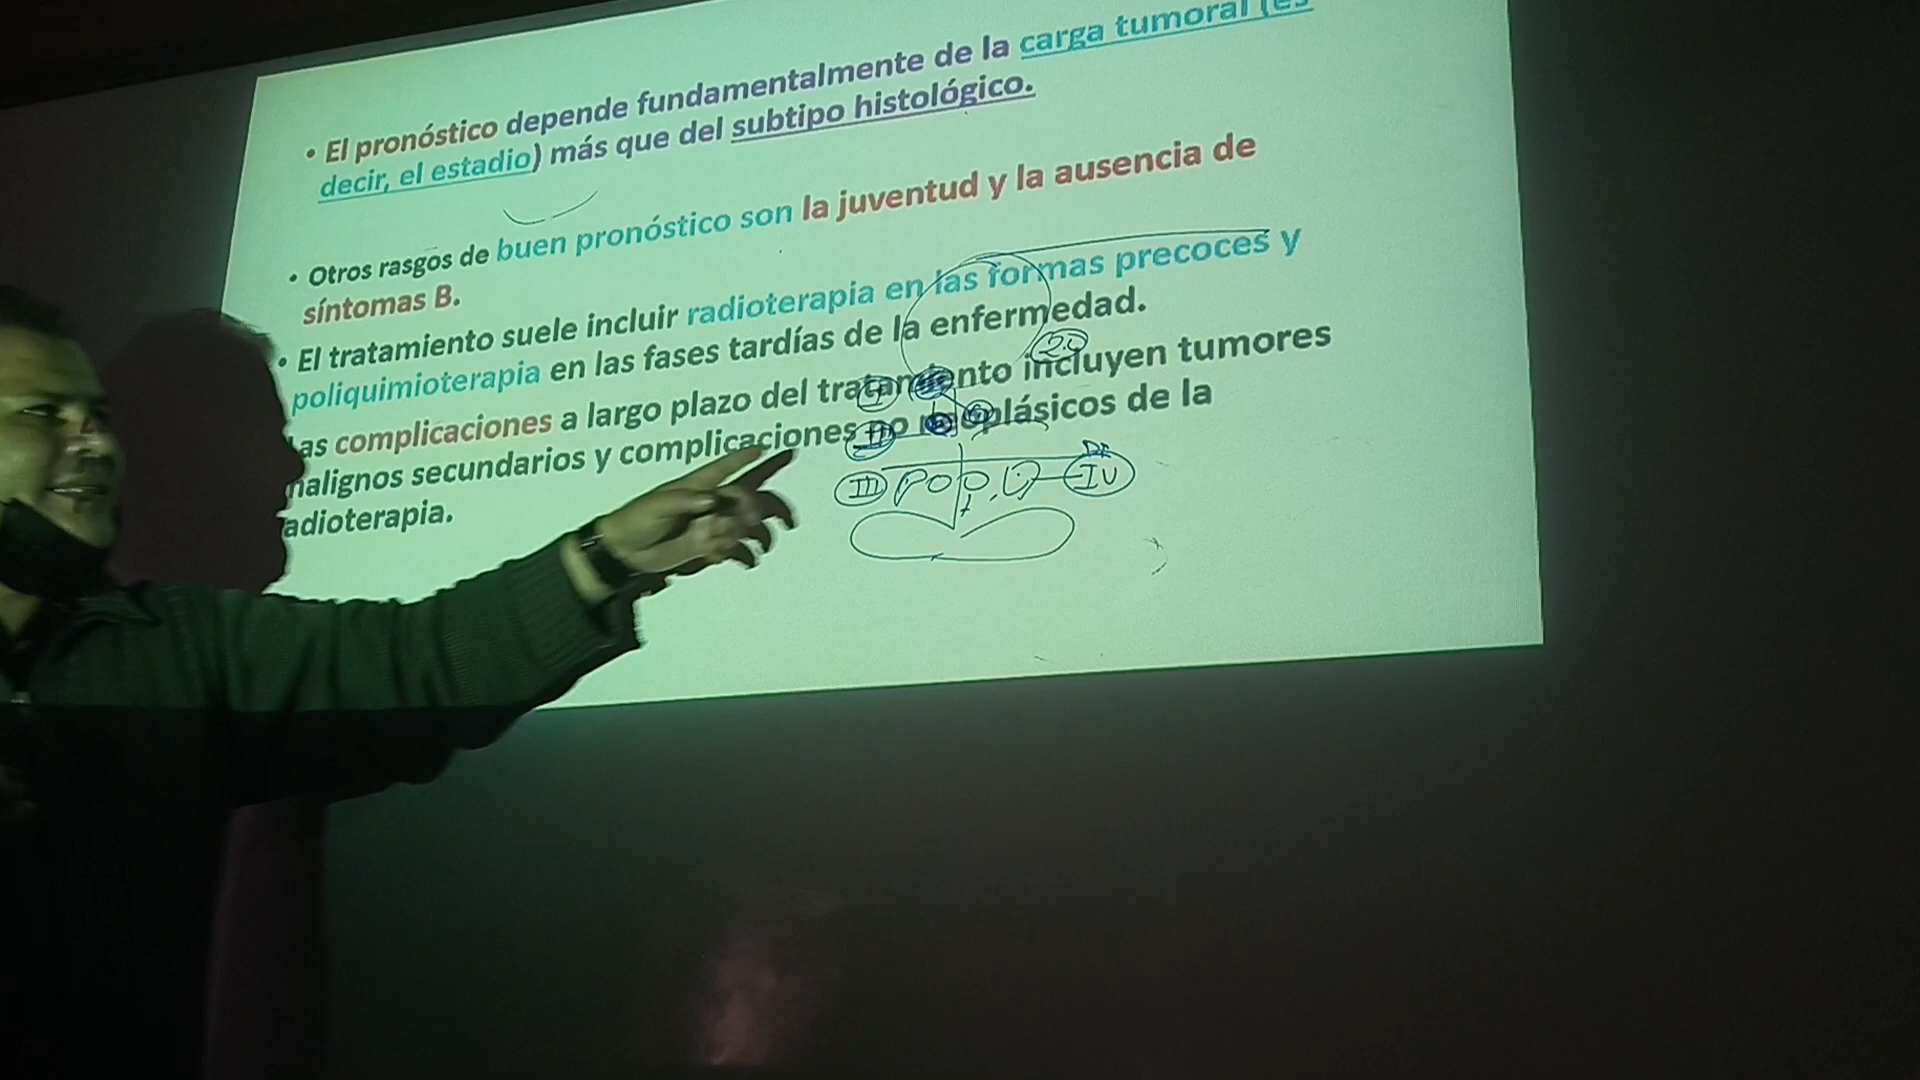 • El pronóstico depende fundamentalmente de la carga tumoral (es
decir, el estadio) más que del subtipo histológico.
• Otros rasgos de buen pronóstico son la juventud y la ausencia de
síntomas B.
• El tratamiento suele incluir radioterapia en las formas precoces y
poliquimioterapia en las fases tardías de la enfermedad.
as complicaciones a largo plazo del tratamiento incluyen tumores
malignos secundarios y complicaciones no neoplásicos de la
adioterapia.
III
IV